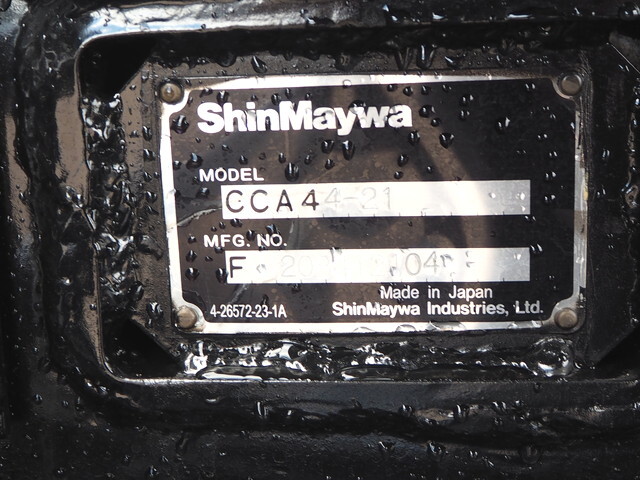 ShinMaywa
MODEL
CCA44-21
MFG. NO.
F
Made in Japan
4-26572-23-1A
ShinMaywa Industries, Ltd.